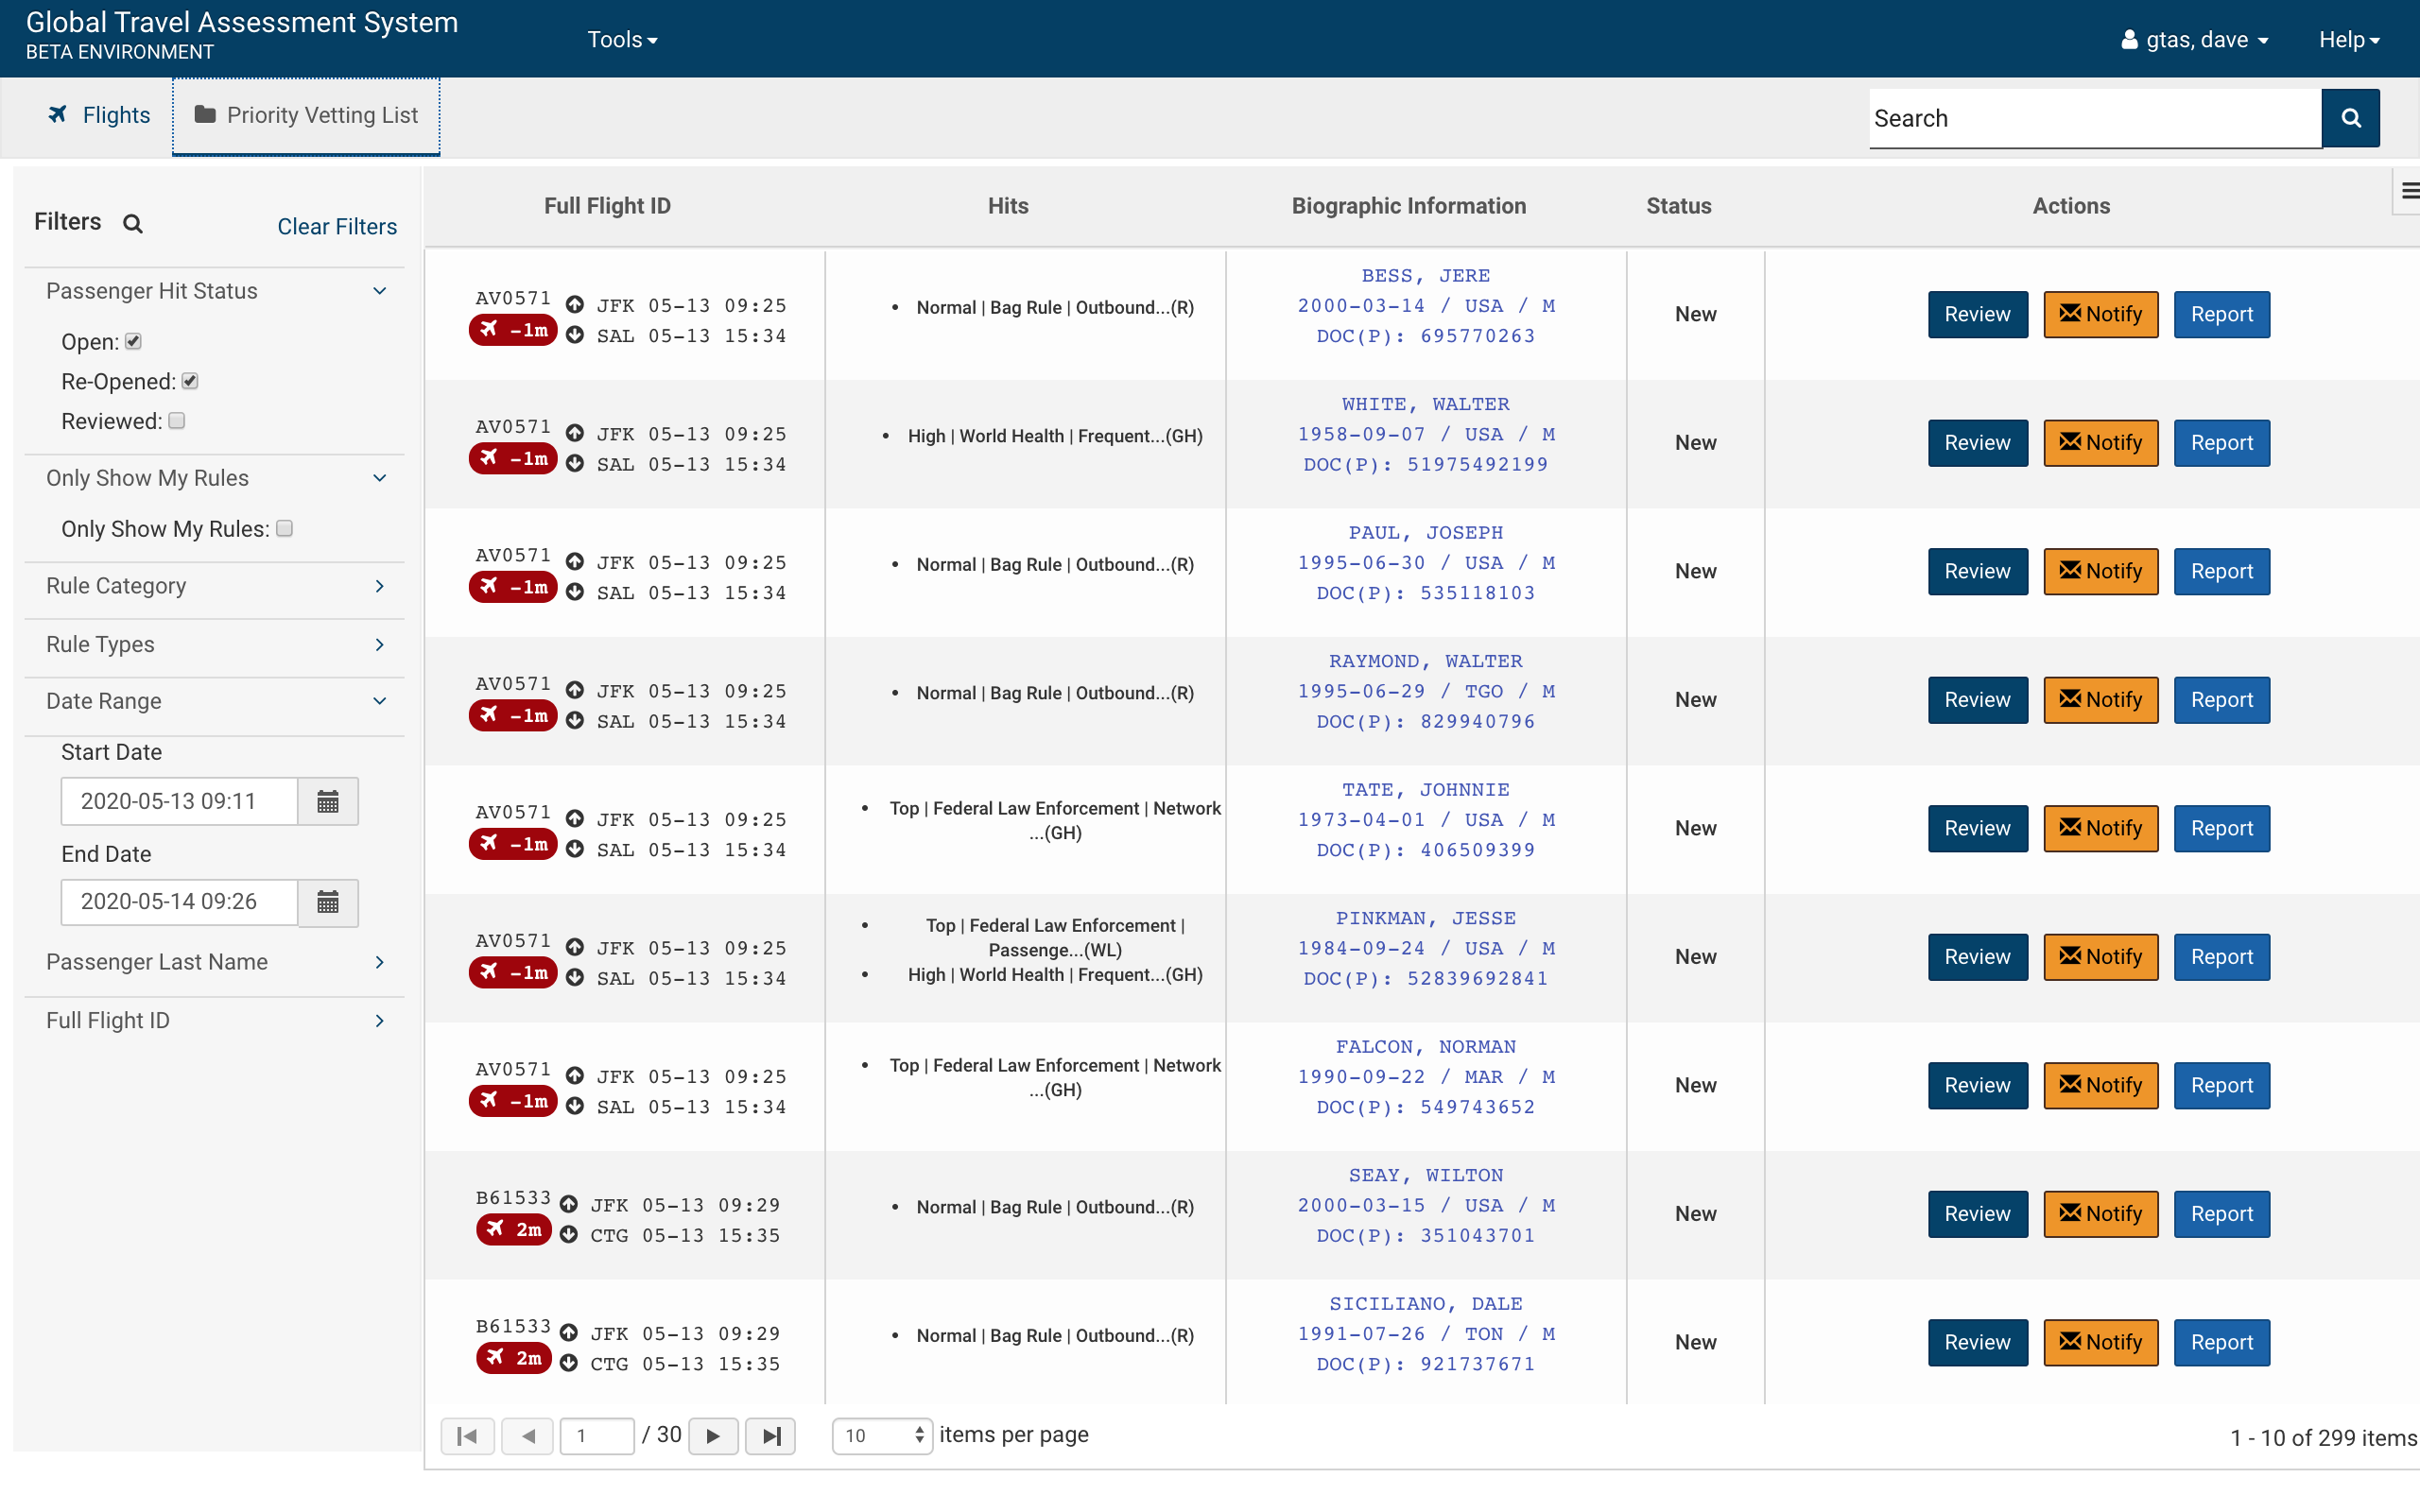 Global Travel Assessment System
BETA ENVIRONMENT
Tools
gtas, dave
Help
Flights
Priority Vetting List
Search
Filters
Clear Filters
Passenger Hit Status
Open:
Re-Opened:
Reviewed:
Only Show My Rules
Only Show My Rules:
Rule Category
Rule Types
Date Range
Start Date
2020-05-13 09:11
End Date
2020-05-14 09:26
Passenger Last Name
Full Flight ID
Full Flight ID Hits Biographic Information Status Actions
AV0571
-1m
JFK 05-13 09:25
SAL 05-13 15:34
• Normal | Bag Rule | Outbound...(R)
BESS, JERE
2000-03-14 / USA / M
DOC(P): 695770263
New
Review Notify Report
AV0571
-1m
JFK 05-13 09:25
SAL 05-13 15:34
• High | World Health | Frequent...(GH)
WHITE, WALTER
1958-09-07 / USA / M
DOC(P): 51975492199
New
Review Notify Report
AV0571
-1m
JFK 05-13 09:25
SAL 05-13 15:34
• Normal | Bag Rule | Outbound...(R)
PAUL, JOSEPH
1995-06-30 / USA / M
DOC(P): 535118103
New
Review Notify Report
AV0571
-1m
JFK 05-13 09:25
SAL 05-13 15:34
• Normal | Bag Rule | Outbound...(R)
RAYMOND, WALTER
1995-06-29 / TGO / M
DOC(P): 829940796
New
Review Notify Report
AV0571
-1m
JFK 05-13 09:25
SAL 05-13 15:34
• Top | Federal Law Enforcement | Network
...(GH)
TATE, JOHNNIE
1973-04-01 / USA / M
DOC(P): 406509399
New
Review Notify Report
AV0571
-1m
JFK 05-13 09:25
SAL 05-13 15:34
• Top | Federal Law Enforcement |
Passenge...(WL)
• High | World Health | Frequent...(GH)
PINKMAN, JESSE
1984-09-24 / USA / M
DOC(P): 52839692841
New
Review Notify Report
AV0571
-1m
JFK 05-13 09:25
SAL 05-13 15:34
• Top | Federal Law Enforcement | Network
...(GH)
FALCON, NORMAN
1990-09-22 / MAR / M
DOC(P): 549743652
New
Review Notify Report
B61533
2m
JFK 05-13 09:29
CTG 05-13 15:35
• Normal | Bag Rule | Outbound...(R)
SEAY, WILTON
2000-03-15 / USA / M
DOC(P): 351043701
New
Review Notify Report
B61533
2m
JFK 05-13 09:29
CTG 05-13 15:35
• Normal | Bag Rule | Outbound...(R)
SICILIANO, DALE
1991-07-26 / TON / M
DOC(P): 921737671
New
Review Notify Report
1 / 30
10 items per page
1 - 10 of 299 items